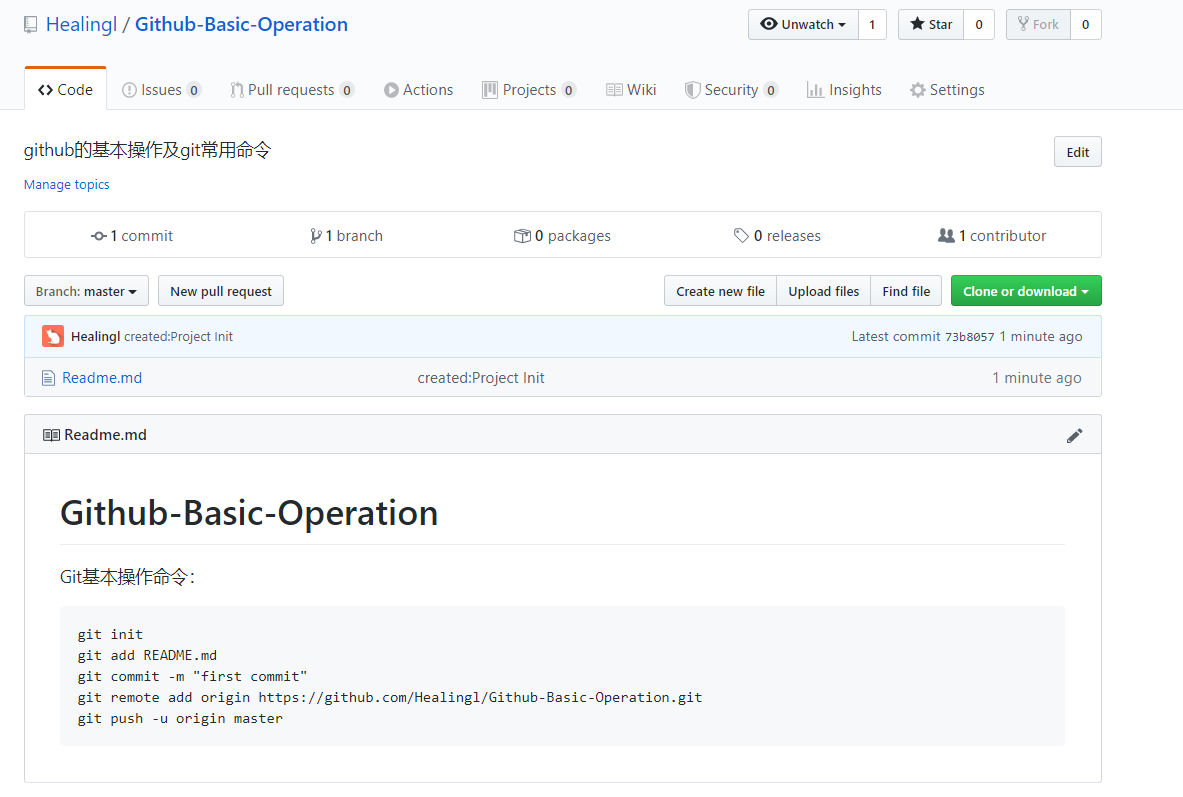 Healingl / Github-Basic-Operation
Unwatch 1 Star 0 Fork 0
Code Issues 0 Pull requests 0 Actions Projects 0 Wiki Security 0 Insights Settings
github的基本操作及git常用命令
Edit
Manage topics
1 commit 1 branch 0 packages 0 releases 1 contributor
Branch: master New pull request Create new file Upload files Find file Clone or download
Healingl created:Project Init Latest commit 73b8057 1 minute ago
Readme.md created:Project Init 1 minute ago
Readme.md
Github-Basic-Operation
Git基本操作命令：
git init
git add README.md
git commit -m "first commit"
git remote add origin https://github.com/Healingl/Github-Basic-Operation.git
git push -u origin master